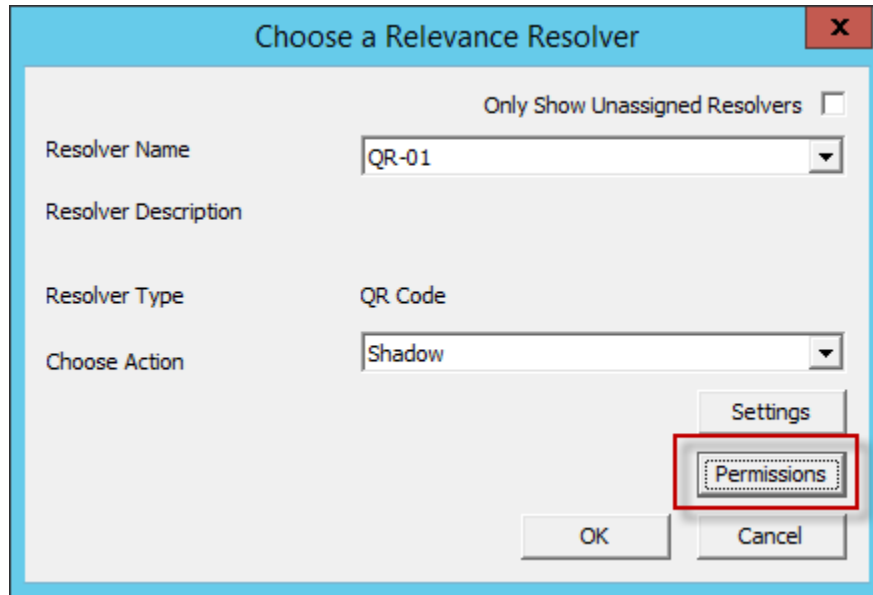 Choose a Relevance Resolver
x
Only Show Unassigned Resolvers
Resolver Name QR-01
Resolver Description
Resolver Type QR Code
Choose Action Shadow
Settings
Permissions
OK Cancel